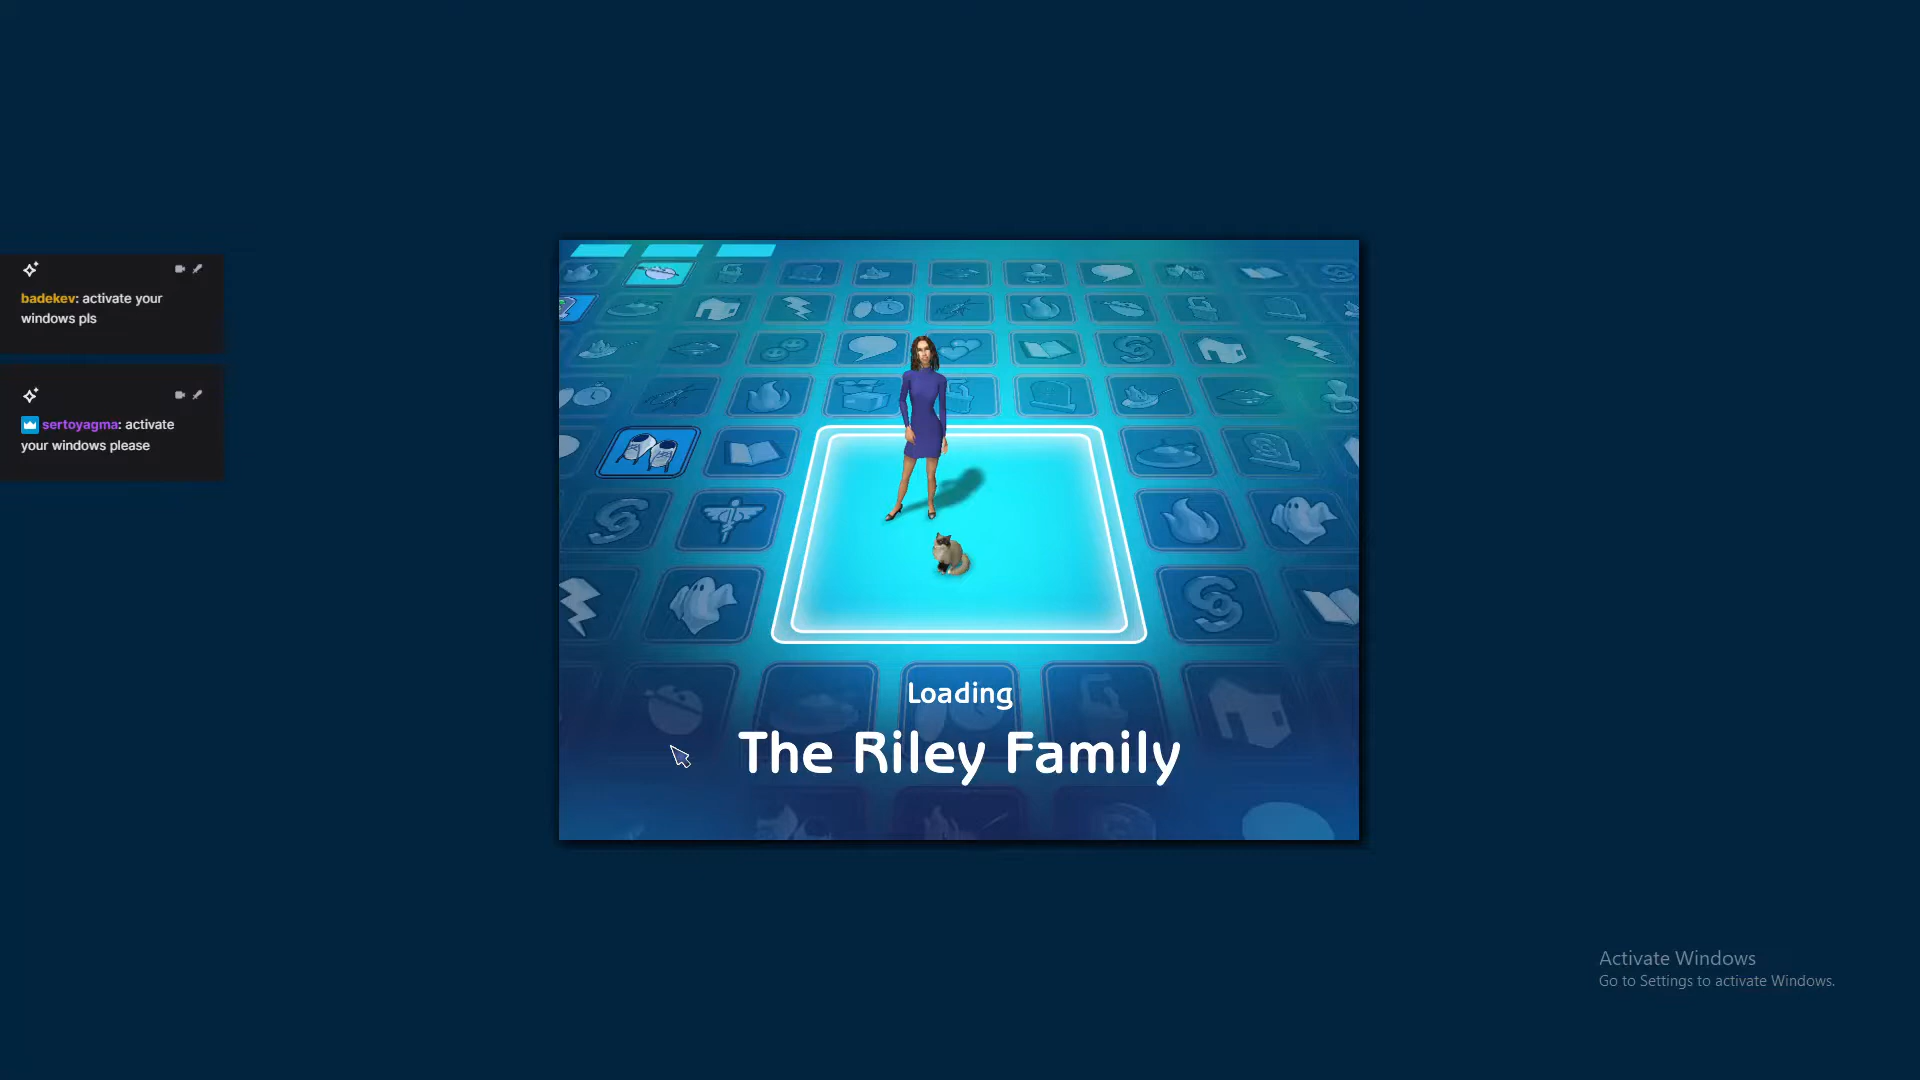 badekev: activate your
windows pls
sertoyagma: activate
your windows please
Loading
The Riley Family
Activate Windows
Go to Settings to activate Windows.